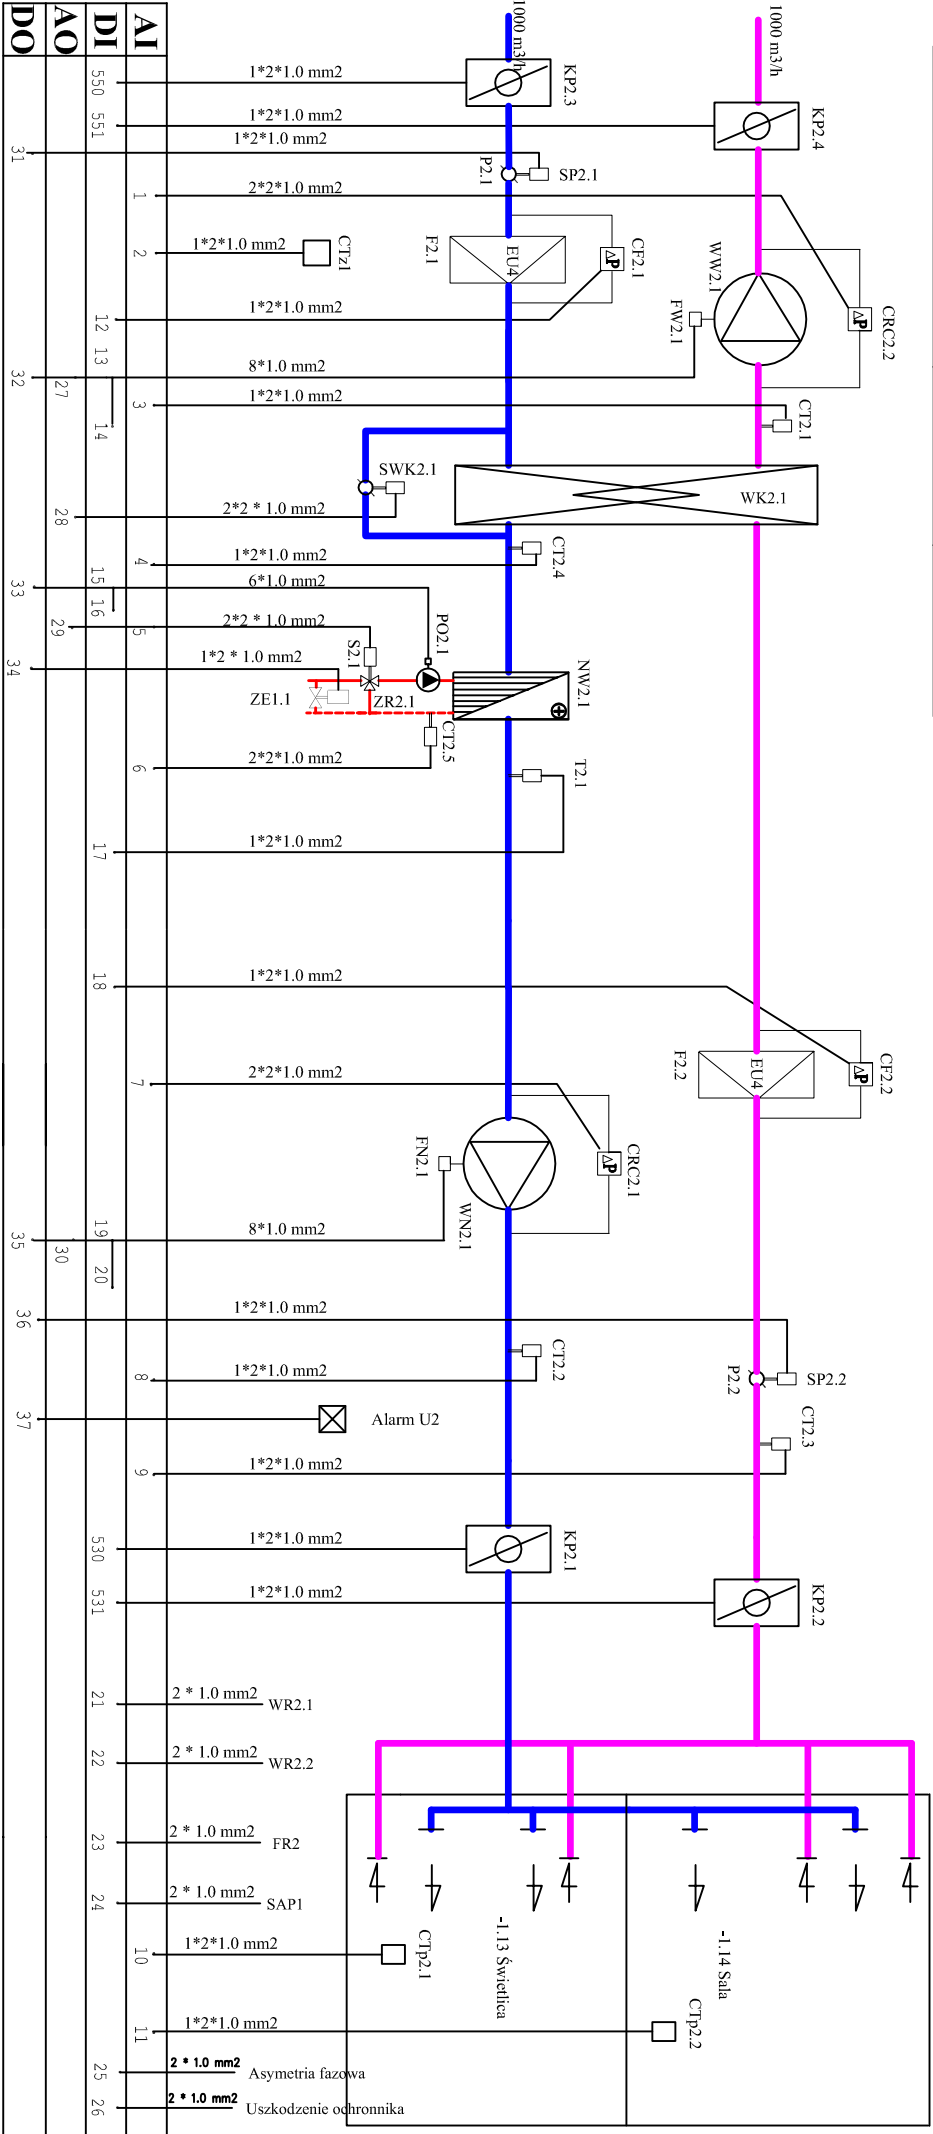 DO
AO
DI
AI
1000 m3/h
1000 m3/h
550
1*2*1.0 mm2
KP2.3
551
1*2*1.0 mm2
KP2.4
31
1*2*1.0 mm2
P2.1
SP2.1
1
2*2*1.0 mm2
2
1*2*1.0 mm2
CTz1
F2.1
EU4
CF2.1
ΔP
WW2.1
FW2.1
CRC2.2
ΔP
12
1*2*1.0 mm2
13
32
27
8*1.0 mm2
14
3
1*2*1.0 mm2
CT2.1
SWK2.1
WK2.1
28
2*2 * 1.0 mm2
4
1*2*1.0 mm2
CT2.4
33
15
16
6*1.0 mm2
PO2.1
29
5
2*2 * 1.0 mm2
S2.1
34
1*2 * 1.0 mm2
ZE1.1
ZR2.1
NW2.1
CT2.5
6
2*2*1.0 mm2
T2.1
17
1*2*1.0 mm2
18
1*2*1.0 mm2
F2.2
EU4
CF2.2
ΔP
7
2*2*1.0 mm2
FN2.1
WN2.1
CRC2.1
ΔP
35
30
19
20
8*1.0 mm2
36
1*2*1.0 mm2
P2.2
SP2.2
8
1*2*1.0 mm2
CT2.2
37
Alarm U2
CT2.3
9
1*2*1.0 mm2
530
1*2*1.0 mm2
KP2.1
531
1*2*1.0 mm2
KP2.2
21
2 * 1.0 mm2
WR2.1
22
2 * 1.0 mm2
WR2.2
23
2 * 1.0 mm2
FR2
24
2 * 1.0 mm2
SAP1
10
1*2*1.0 mm2
CTp2.1
-1.13 Świetlica
-1.14 Sala
11
1*2*1.0 mm2
CTp2.2
25
2 * 1.0 mm2
Asymetria fazowa
26
2 * 1.0 mm2
Uszkodzenie ochronnika